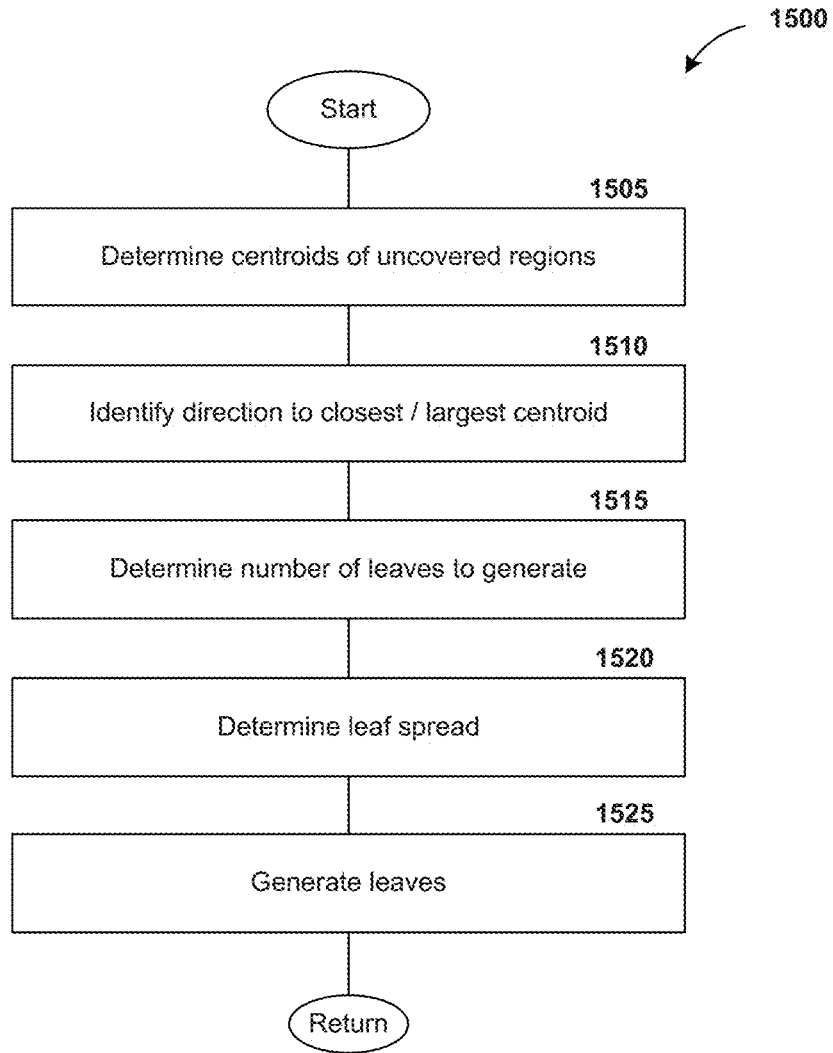 1500
Start
1505
Determine centroids of uncovered regions
1510
Identify direction to closest / largest centroid
1515
Determine number of leaves to generate
1520
Determine leaf spread
1525
Generate leaves
Return